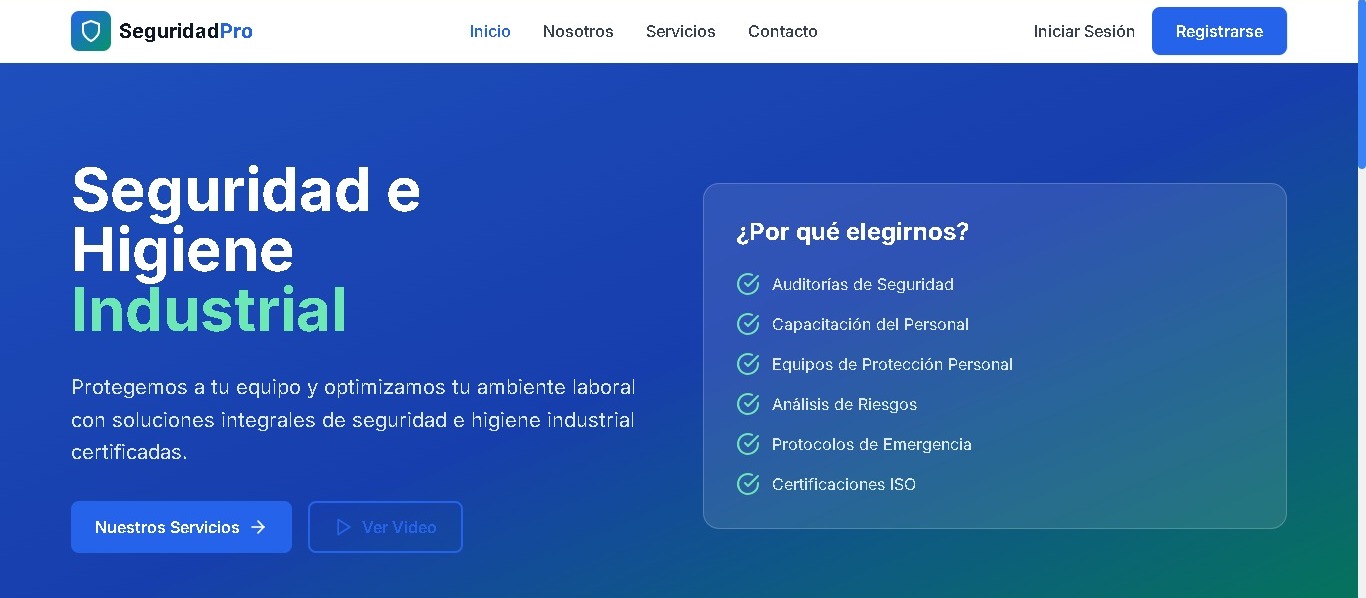 SeguridadPro
Inicio
Nosotros
Servicios
Contacto
Iniciar Sesión
Registrarse
Seguridad e
Higiene
Industrial
Protegemos a tu equipo y optimizamos tu ambiente laboral
con soluciones integrales de seguridad e higiene industrial
certificadas.
Nuestros Servicios
Ver Video
¿Por qué elegirnos?
Auditorías de Seguridad
Capacitación del Personal
Equipos de Protección Personal
Análisis de Riesgos
Protocolos de Emergencia
Certificaciones ISO